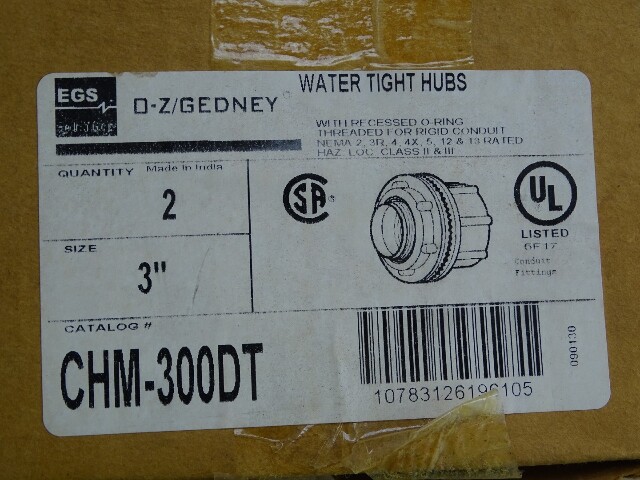 WATER TIGHT HUBS
EGS
O-Z/GEDNEY
WITH RECESSED O-RING
THREADED FOR RIGID CONDUIT
NEMA 2, 3R, 4, 4X, 5, 12 & 13 RATED
HAZ. LOC. CLASS II & III
QUANTITY Made In India
2
SA ®
UL
LISTED
6F17
Conduit
Fittings
SIZE
3"
CATALOG #
CHM-300DT
10783126196105
090130